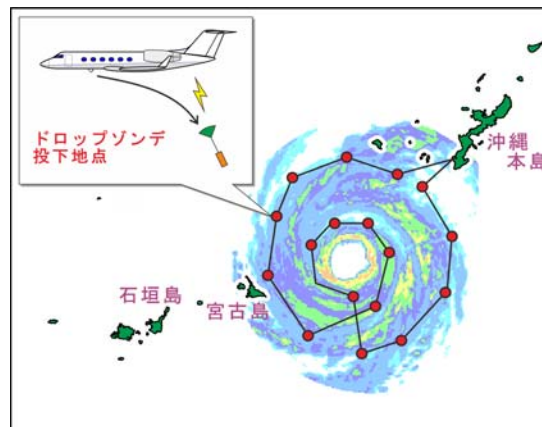 ドロップゾンデ
投下地点
沖縄
本島
宮古島
石垣島